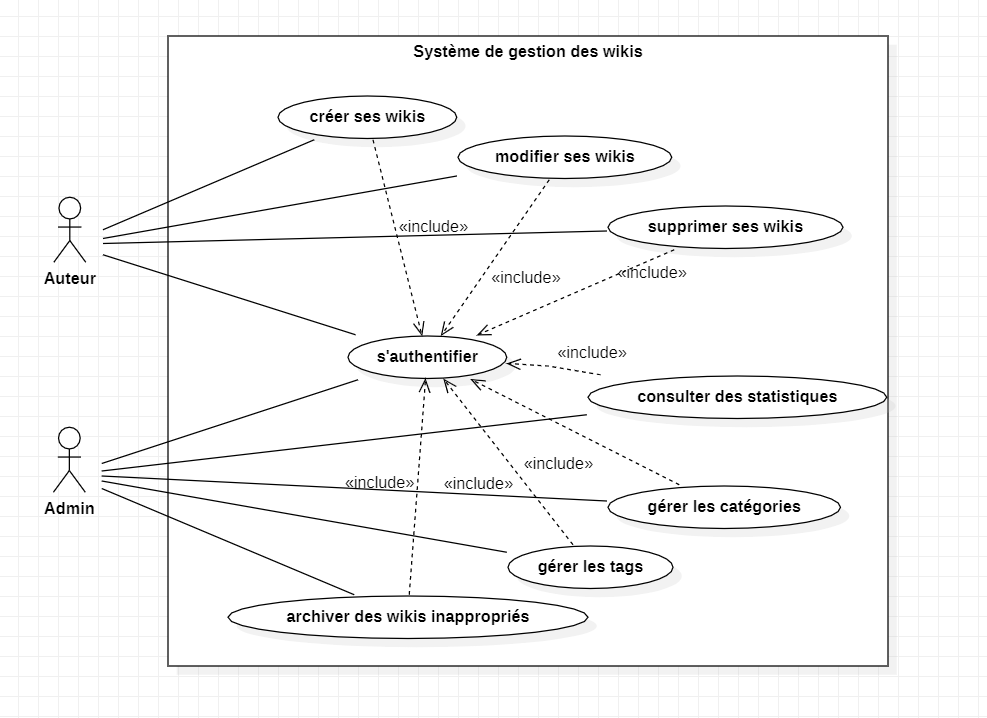 Système de gestion des wikis
créer ses wikis
modifier ses wikis
supprimer ses wikis
«include»
«include»
«include»
Auteur
s'authentifier
«include»
consulter des statistiques
«include»
«include»
«include»
Admin
gérer les catégories
gérer les tags
archiver des wikis inappropriés